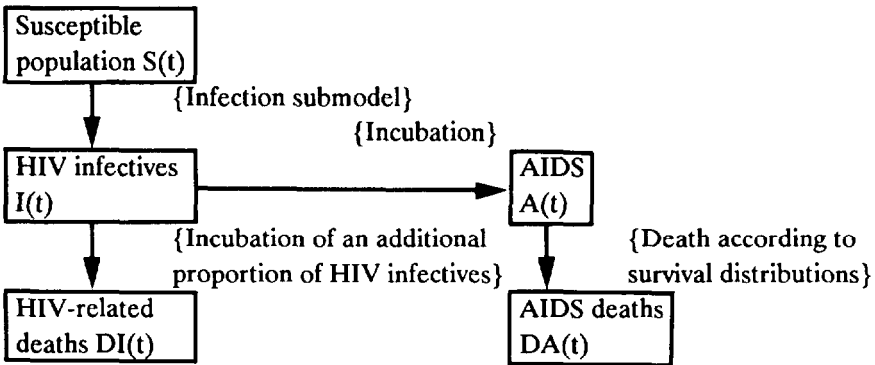 Susceptible
population S(t)
{Infection submodel}
{Incubation}
HIV infectives
I(t)
AIDS
A(t)
{Incubation of an additional
proportion of HIV infectives}
{Death according to
survival distributions}
HIV-related
deaths DI(t)
AIDS deaths
DA(t)